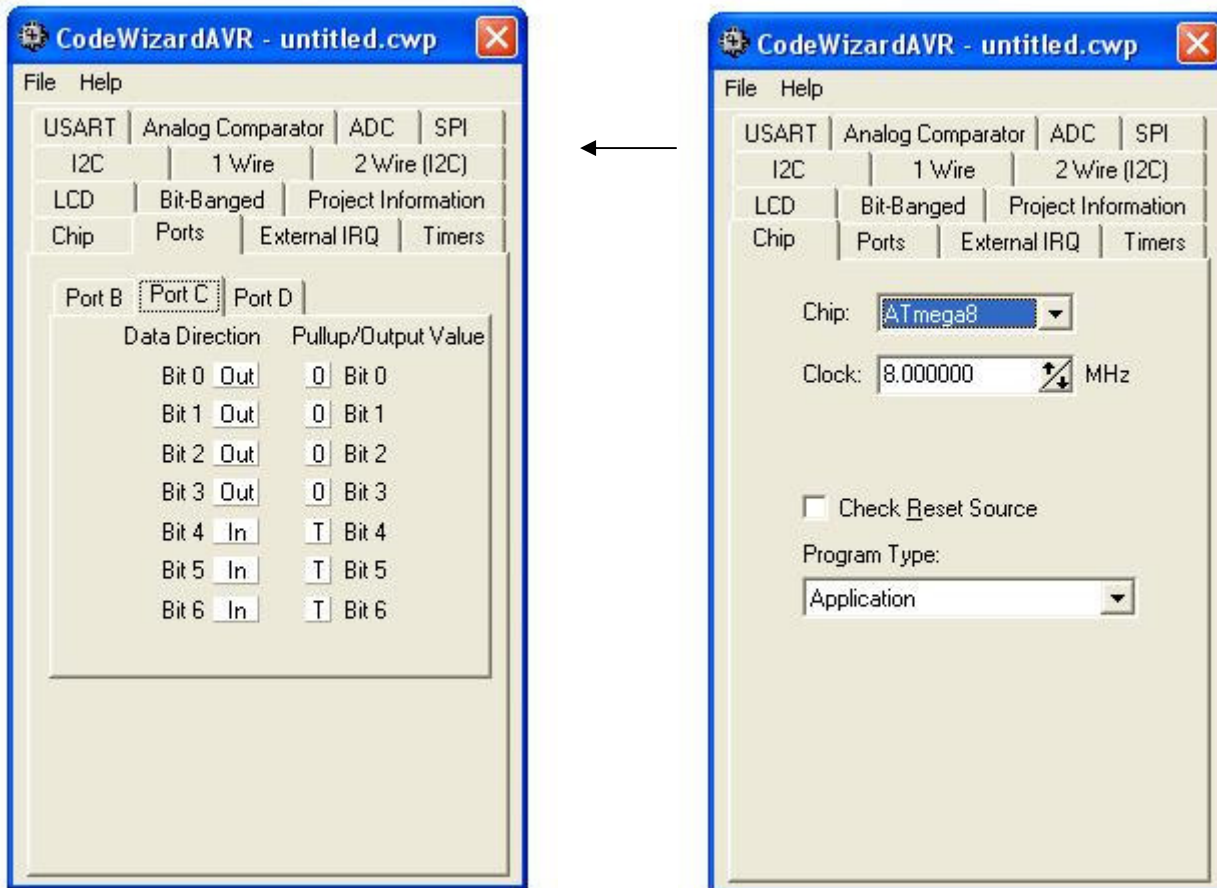 CodeWizardAVR - untitled.cwp
File Help
USART Analog Comparator ADC SPI
I2C 1 Wire 2 Wire (I2C)
LCD Bit-Banged Project Information
Chip Ports External IRQ Timers
Port B Port C Port D
Data Direction Pullup/Output Value
Bit 0 Out 0 Bit 0
Bit 1 Out 0 Bit 1
Bit 2 Out 0 Bit 2
Bit 3 Out 0 Bit 3
Bit 4 In T Bit 4
Bit 5 In T Bit 5
Bit 6 In T Bit 6
CodeWizardAVR - untitled.cwp
File Help
USART Analog Comparator ADC SPI
I2C 1 Wire 2 Wire (I2C)
LCD Bit-Banged Project Information
Chip Ports External IRQ Timers
Chip: ATmega8
Clock: 8.000000 MHz
Check Reset Source
Program Type:
Application